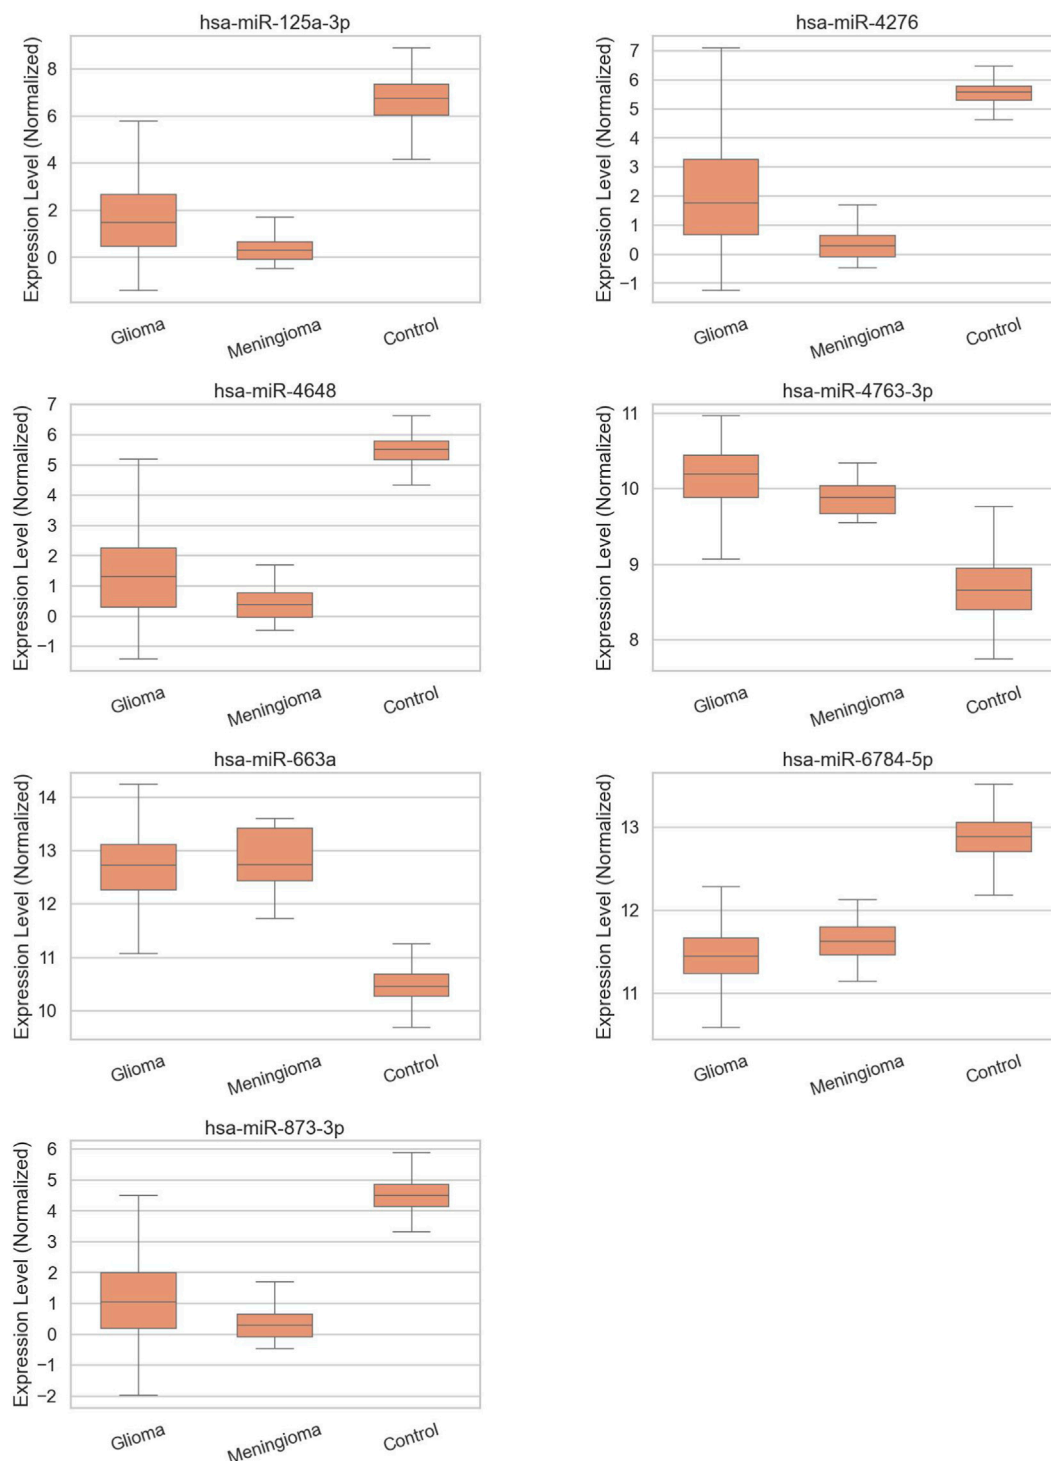 hsa-miR-125a-3p
Expression Level (Normalized)
8
6
4
2
0
Glioma
Meningioma
Control
hsa-miR-4276
Expression Level (Normalized)
7
6
5
4
3
2
1
0
−1
Glioma
Meningioma
Control
hsa-miR-4648
Expression Level (Normalized)
7
6
5
4
3
2
1
0
−1
Glioma
Meningioma
Control
hsa-miR-4763-3p
Expression Level (Normalized)
11
10
9
8
Glioma
Meningioma
Control
hsa-miR-663a
Expression Level (Normalized)
14
13
12
11
10
Glioma
Meningioma
Control
hsa-miR-6784-5p
Expression Level (Normalized)
13
12
11
Glioma
Meningioma
Control
hsa-miR-873-3p
Expression Level (Normalized)
6
5
4
3
2
1
0
−1
−2
Glioma
Meningioma
Control